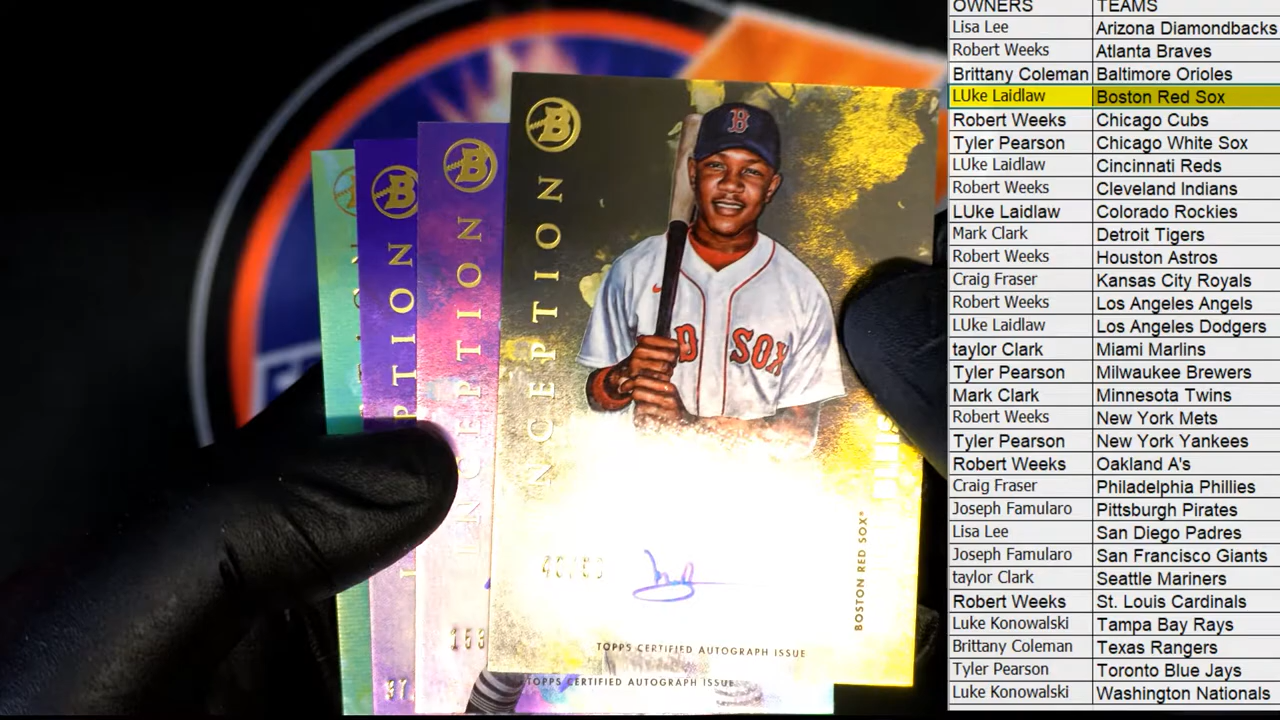 INCEPTION
BOSTON RED SOX®
RED SOX
B
TOPPS CERTIFIED AUTOGRAPH ISSUE
TOPPS CERTIFIED AUTOGRAPH ISSUE
INCEPTION
OWNERS TEAMS
Lisa Lee Arizona Diamondbacks
Robert Weeks Atlanta Braves
Brittany Coleman Baltimore Orioles
LUke Laidlaw Boston Red Sox
Robert Weeks Chicago Cubs
Tyler Pearson Chicago White Sox
LUke Laidlaw Cincinnati Reds
Robert Weeks Cleveland Indians
LUke Laidlaw Colorado Rockies
Mark Clark Detroit Tigers
Robert Weeks Houston Astros
Craig Fraser Kansas City Royals
Robert Weeks Los Angeles Angels
LUke Laidlaw Los Angeles Dodgers
taylor Clark Miami Marlins
Tyler Pearson Milwaukee Brewers
Mark Clark Minnesota Twins
Robert Weeks New York Mets
Tyler Pearson New York Yankees
Robert Weeks Oakland A's
Craig Fraser Philadelphia Phillies
Joseph Famularo Pittsburgh Pirates
Lisa Lee San Diego Padres
Joseph Famularo San Francisco Giants
taylor Clark Seattle Mariners
Robert Weeks St. Louis Cardinals
Luke Konowalski Tampa Bay Rays
Brittany Coleman Texas Rangers
Tyler Pearson Toronto Blue Jays
Luke Konowalski Washington Nationals